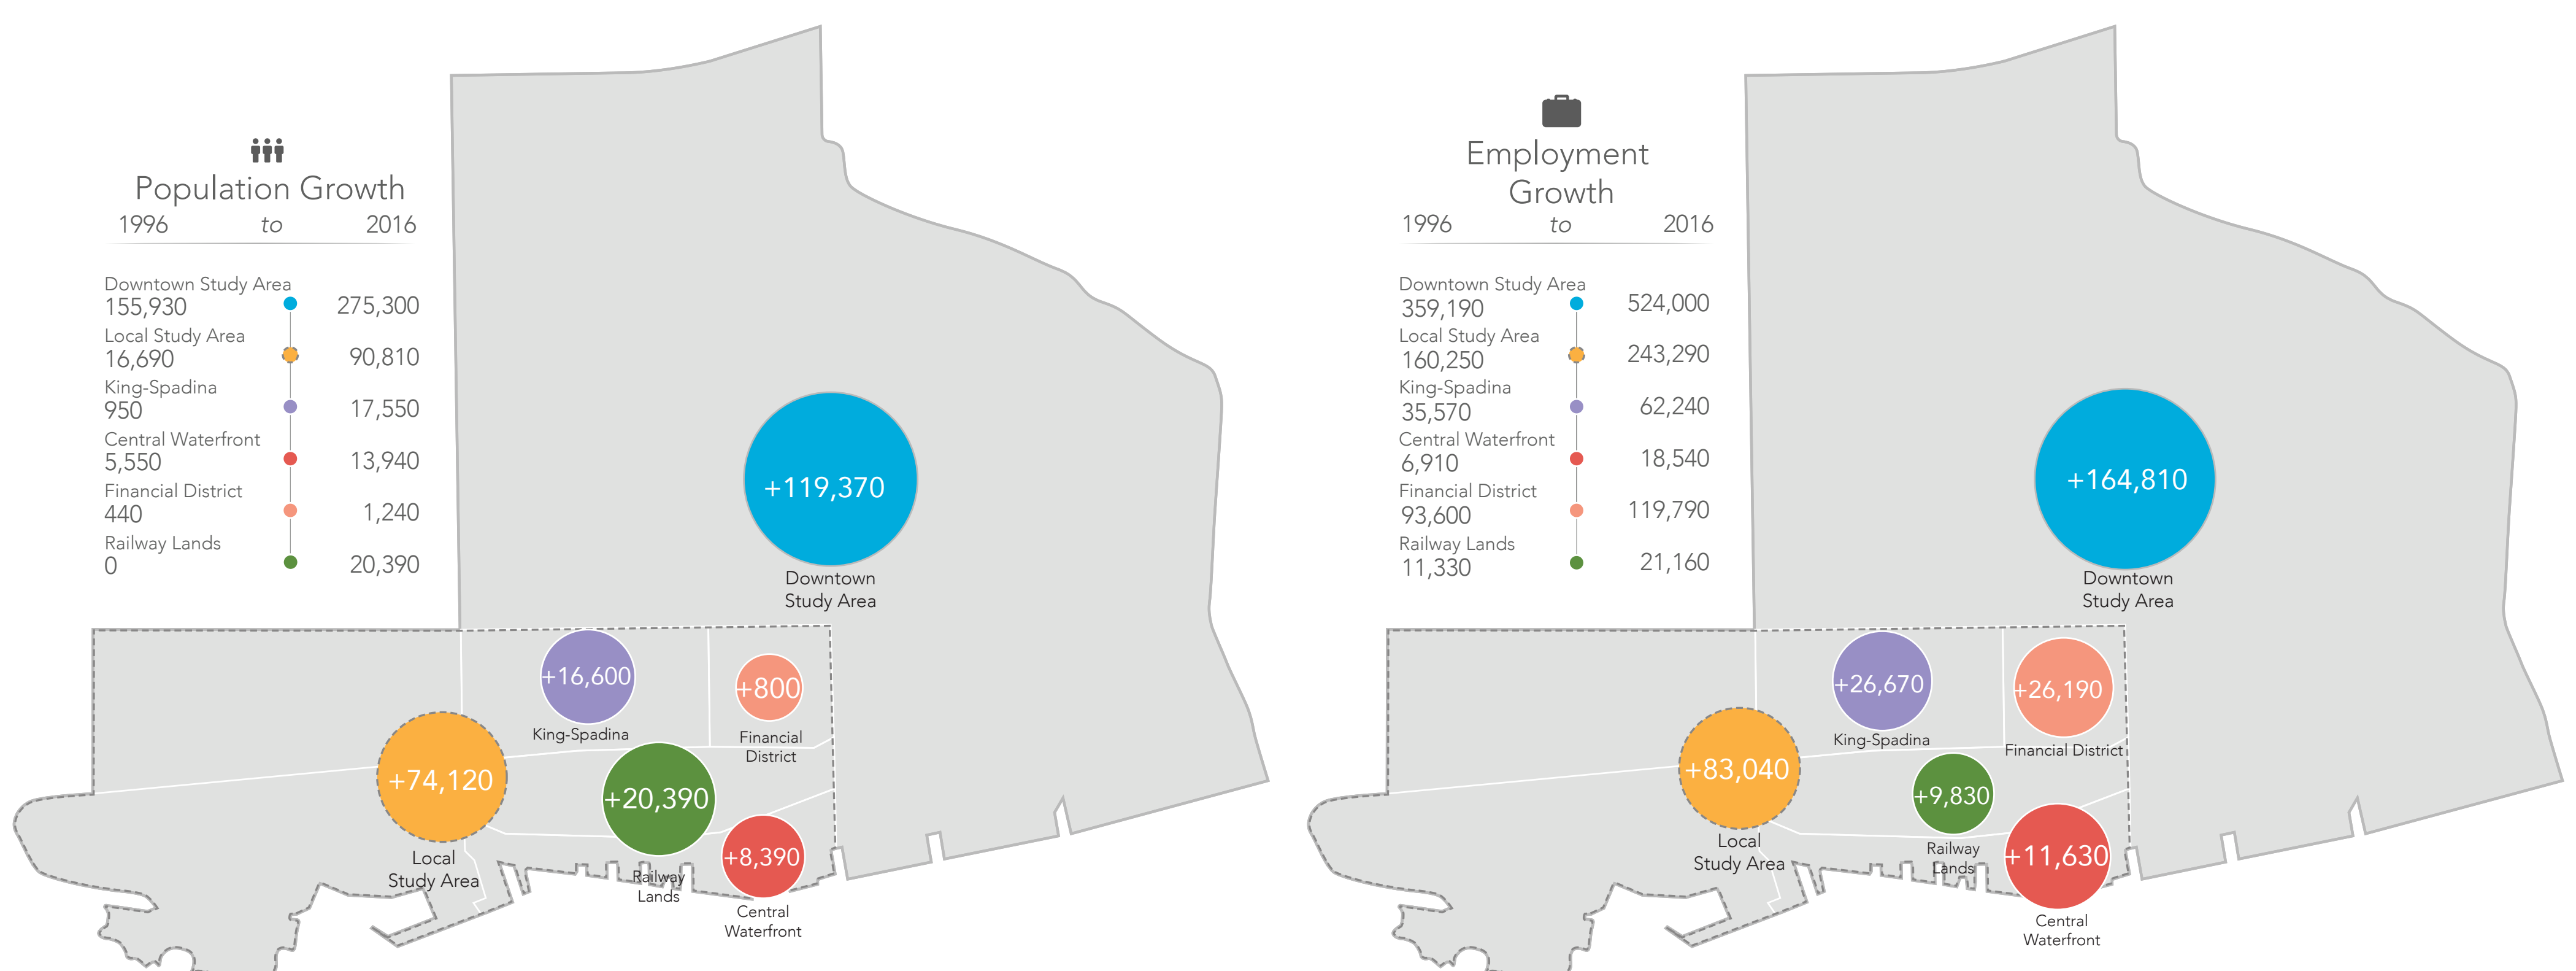 Population Growth
1996 to 2016
Downtown Study Area
155,930 275,300
Local Study Area
16,690 90,810
King-Spadina
950 17,550
Central Waterfront
5,550 13,940
Financial District
440 1,240
Railway Lands
0 20,390
+119,370
Downtown
Study Area
+16,600
King-Spadina
+800
Financial
District
+74,120
Local
Study Area
+20,390
Railway
Lands
+8,390
Central
Waterfront
Employment
Growth
1996 to 2016
Downtown Study Area
359,190 524,000
Local Study Area
160,250 243,290
King-Spadina
35,570 62,240
Central Waterfront
6,910 18,540
Financial District
93,600 119,790
Railway Lands
11,330 21,160
+164,810
Downtown
Study Area
+26,670
King-Spadina
+26,190
Financial District
+83,040
Local
Study Area
+9,830
Railway
Lands
+11,630
Central
Waterfront